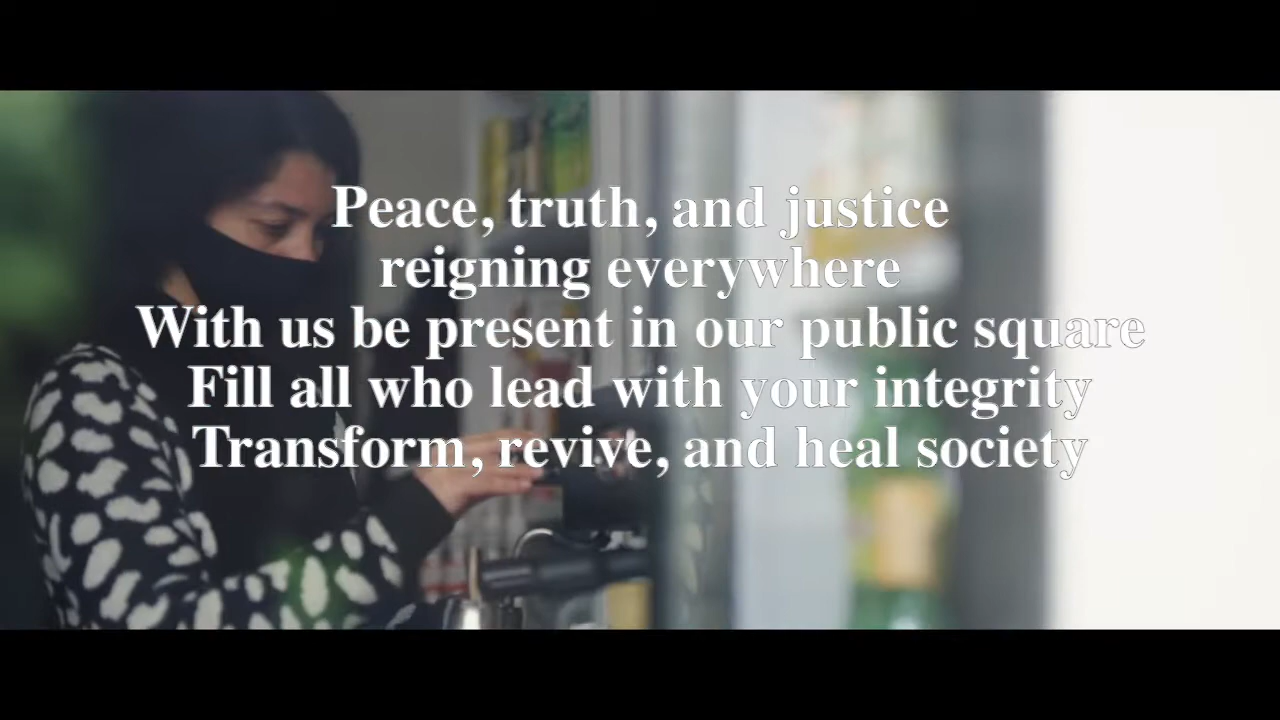 Peace, truth, and justice
reigning everywhere
With us be present in our public square
Fill all who lead with your integrity
Transform, revive, and heal society